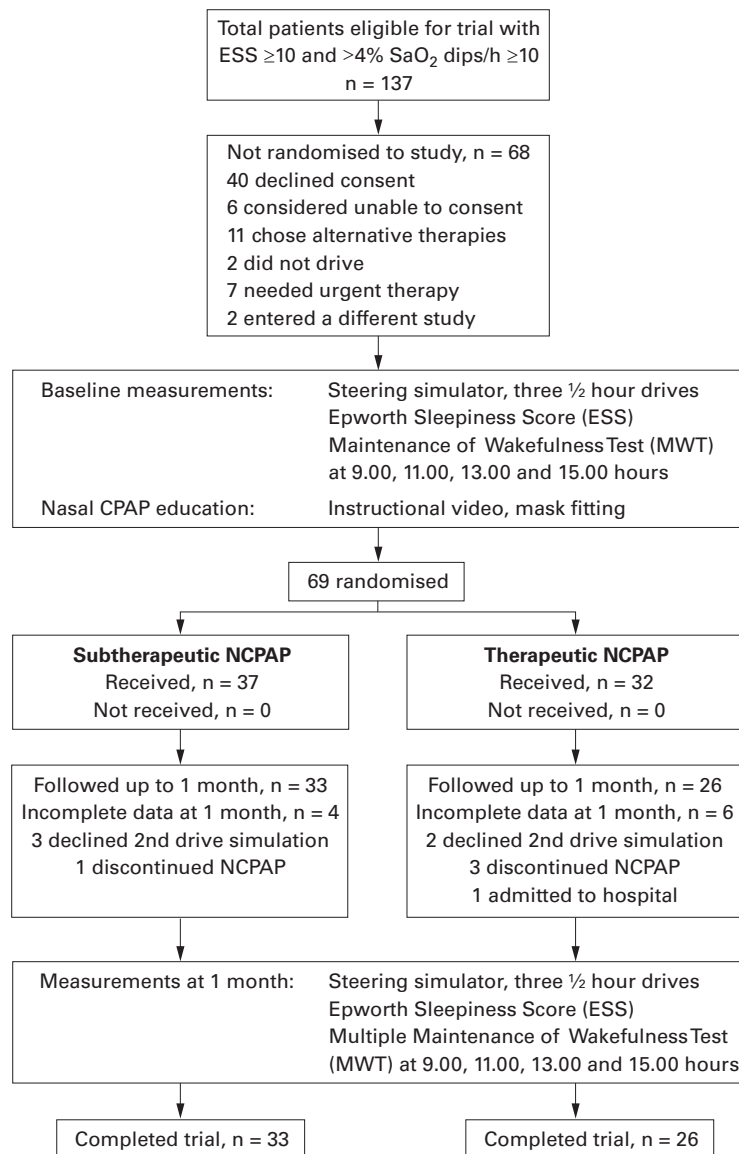 Total patients eligible for trial with
ESS ≥10 and >4% SaO₂ dips/h ≥10
n = 137
Not randomised to study, n = 68
40 declined consent
6 considered unable to consent
11 chose alternative therapies
2 did not drive
7 needed urgent therapy
2 entered a different study
Baseline measurements: Steering simulator, three ½ hour drives
Epworth Sleepiness Score (ESS)
Maintenance of Wakefulness Test (MWT)
at 9.00, 11.00, 13.00 and 15.00 hours
Nasal CPAP education: Instructional video, mask fitting
69 randomised
Subtherapeutic NCPAP
Received, n = 37
Not received, n = 0
Therapeutic NCPAP
Received, n = 32
Not received, n = 0
Followed up to 1 month, n = 33
Incomplete data at 1 month, n = 4
3 declined 2nd drive simulation
1 discontinued NCPAP
Followed up to 1 month, n = 26
Incomplete data at 1 month, n = 6
2 declined 2nd drive simulation
3 discontinued NCPAP
1 admitted to hospital
Measurements at 1 month: Steering simulator, three ½ hour drives
Epworth Sleepiness Score (ESS)
Multiple Maintenance of Wakefulness Test
(MWT) at 9.00, 11.00, 13.00 and 15.00 hours
Completed trial, n = 33
Completed trial, n = 26